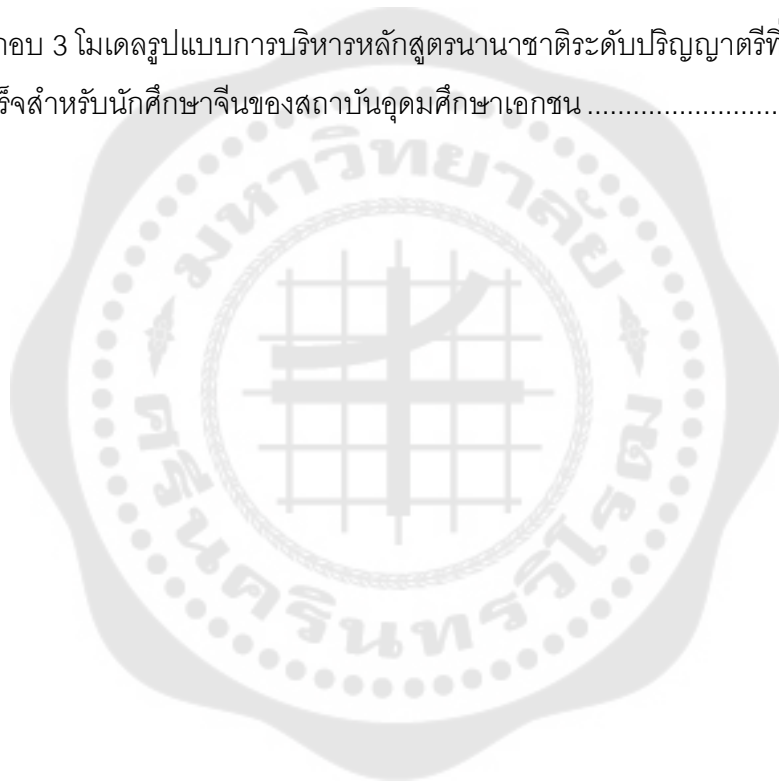 กอบ 3 โมเดลรูปแบบการบริหารหลักสูตรนานาชาติระดับปริญญาตรีที่
ร็จสำหรับนักศึกษาจีนของสถาบันอุดมศึกษาเอกชน ..........................
มหาวิทยาลัย
ศรีนครินทรวิโรฒ